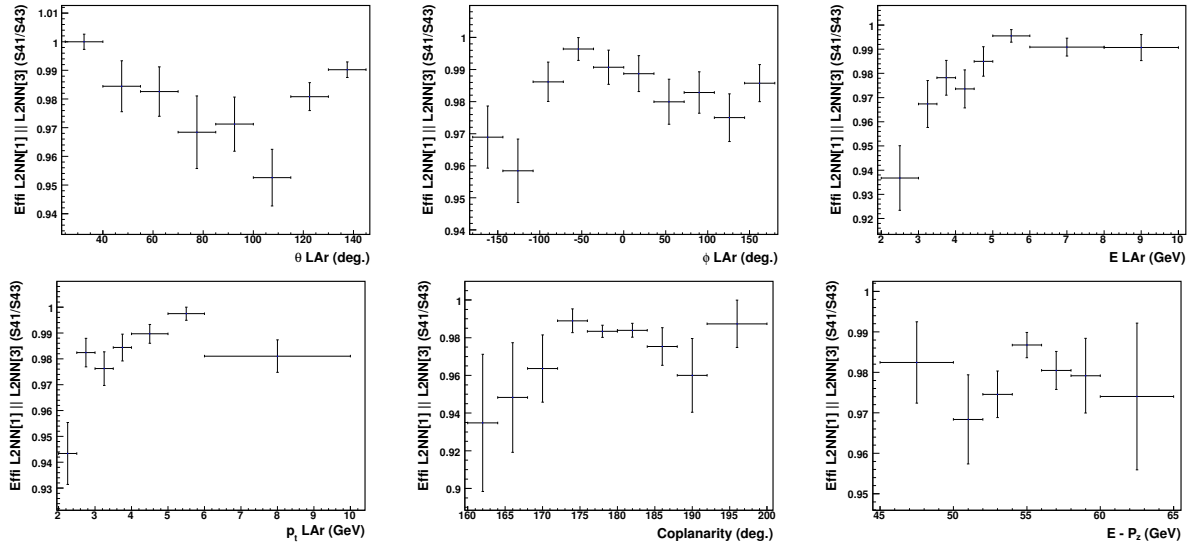 Effi L2NN[1] || L2NN[3] (S41/S43)
1.01
1
0.99
0.98
0.97
0.96
0.95
0.94
40 60 80 100 120 140
θ LAr (deg.)
Effi L2NN[1] || L2NN[3] (S41/S43)
1
0.99
0.98
0.97
0.96
0.95
0.94
-150 -100 -50 0 50 100 150
ϕ LAr (deg.)
Effi L2NN[1] || L2NN[3] (S41/S43)
1
0.99
0.98
0.97
0.96
0.95
0.94
0.93
0.92
2 3 4 5 6 7 8 9 10
E LAr (GeV)
Effi L2NN[1] || L2NN[3] (S41/S43)
1
0.99
0.98
0.97
0.96
0.95
0.94
0.93
2 3 4 5 6 7 8 9 10
pt LAr (GeV)
Effi L2NN[1] || L2NN[3] (S41/S43)
1
0.98
0.96
0.94
0.92
0.9
160 165 170 175 180 185 190 195 200
Coplanarity (deg.)
Effi L2NN[1] || L2NN[3] (S41/S43)
1
0.99
0.98
0.97
0.96
0.95
45 50 55 60 65
E - Pz (GeV)